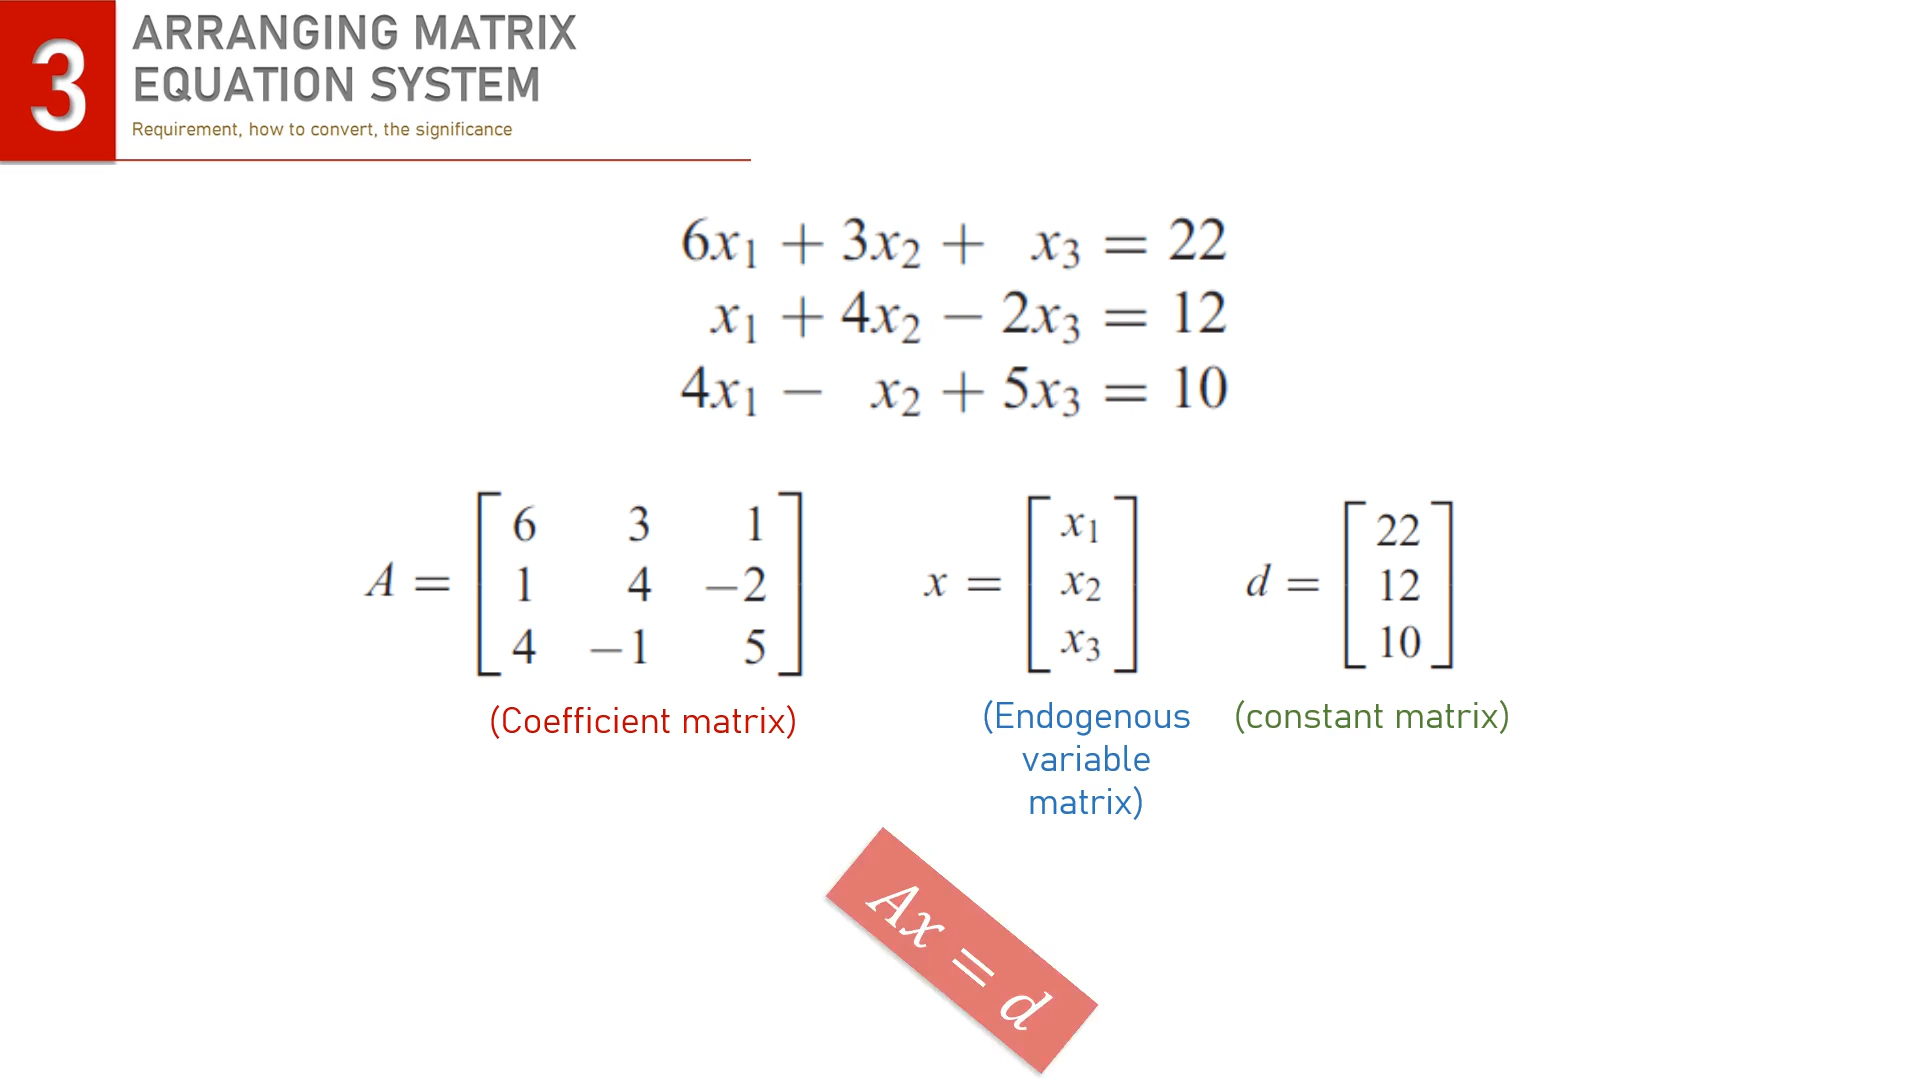 3
ARRANGING MATRIX
EQUATION SYSTEM
Requirement, how to convert, the significance
6x₁ + 3x₂ + x₃ = 22
x₁ + 4x₂ − 2x₃ = 12
4x₁ − x₂ + 5x₃ = 10
A = [6 3 1
1 4 −2
4 −1 5]
(Coefficient matrix)
x = [x₁
x₂
x₃]
(Endogenous
variable
matrix)
d = [22
12
10]
(constant matrix)
Ax = d